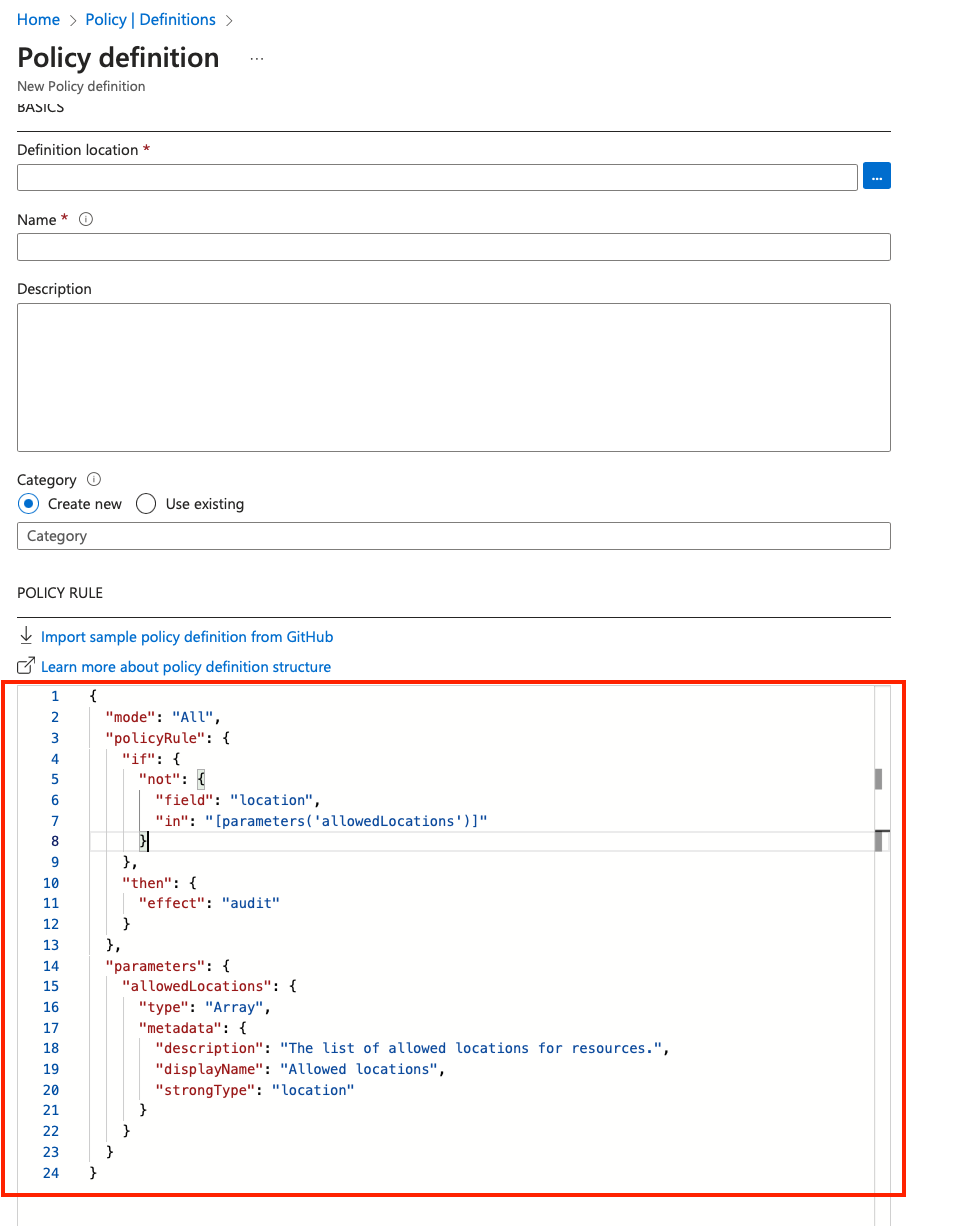 Home > Policy | Definitions >
Policy definition ...
New Policy definition
BASICS
Definition location *
...
Name *
Description
Category
Create new Use existing
Category
POLICY RULE
Import sample policy definition from GitHub
Learn more about policy definition structure
1 {
2   "mode": "All",
3   "policyRule": {
4     "if": {
5       "not": {
6         "field": "location",
7         "in": "[parameters('allowedLocations')]"
8       }
9     },
10     "then": {
11       "effect": "audit"
12     }
13   },
14   "parameters": {
15     "allowedLocations": {
16       "type": "Array",
17       "metadata": {
18         "description": "The list of allowed locations for resources.",
19         "displayName": "Allowed locations",
20         "strongType": "location"
21       }
22     }
23   }
24 }